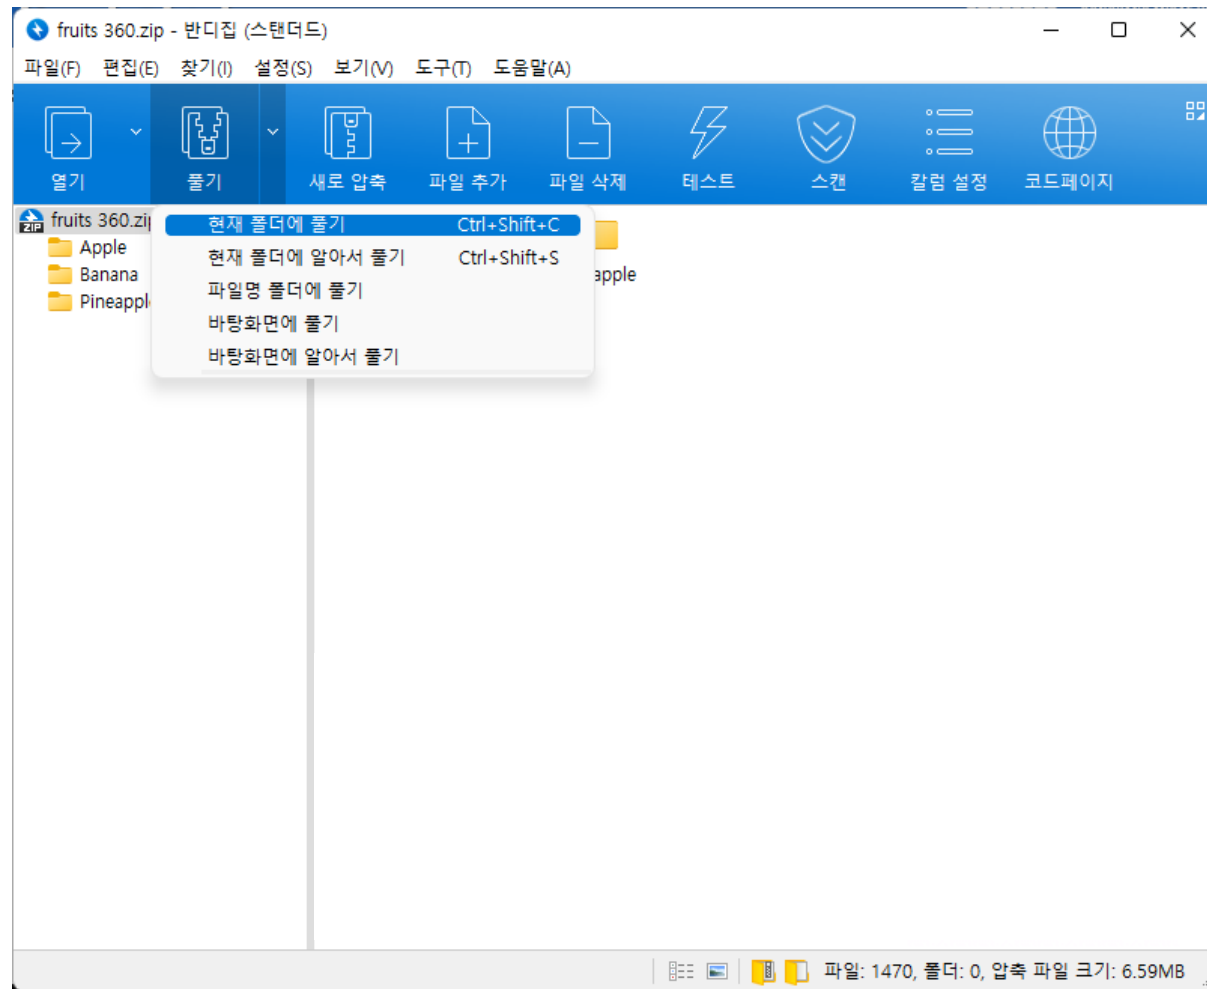 fruits 360.zip - 반디집 (스탠더드)
파일(F) 편집(E) 찾기(I) 설정(S) 보기(V) 도구(T) 도움말(A)
열기 풀기 새로 압축 파일 추가 파일 삭제 테스트 스캔 칼럼 설정 코드페이지
ZIP fruits 360.zi
Apple
Banana
Pineappl
현재 폴더에 풀기 Ctrl+Shift+C
현재 폴더에 알아서 풀기 Ctrl+Shift+S
파일명 폴더에 풀기
바탕화면에 풀기
바탕화면에 알아서 풀기
apple
파일: 1470, 폴더: 0, 압축 파일 크기: 6.59MB